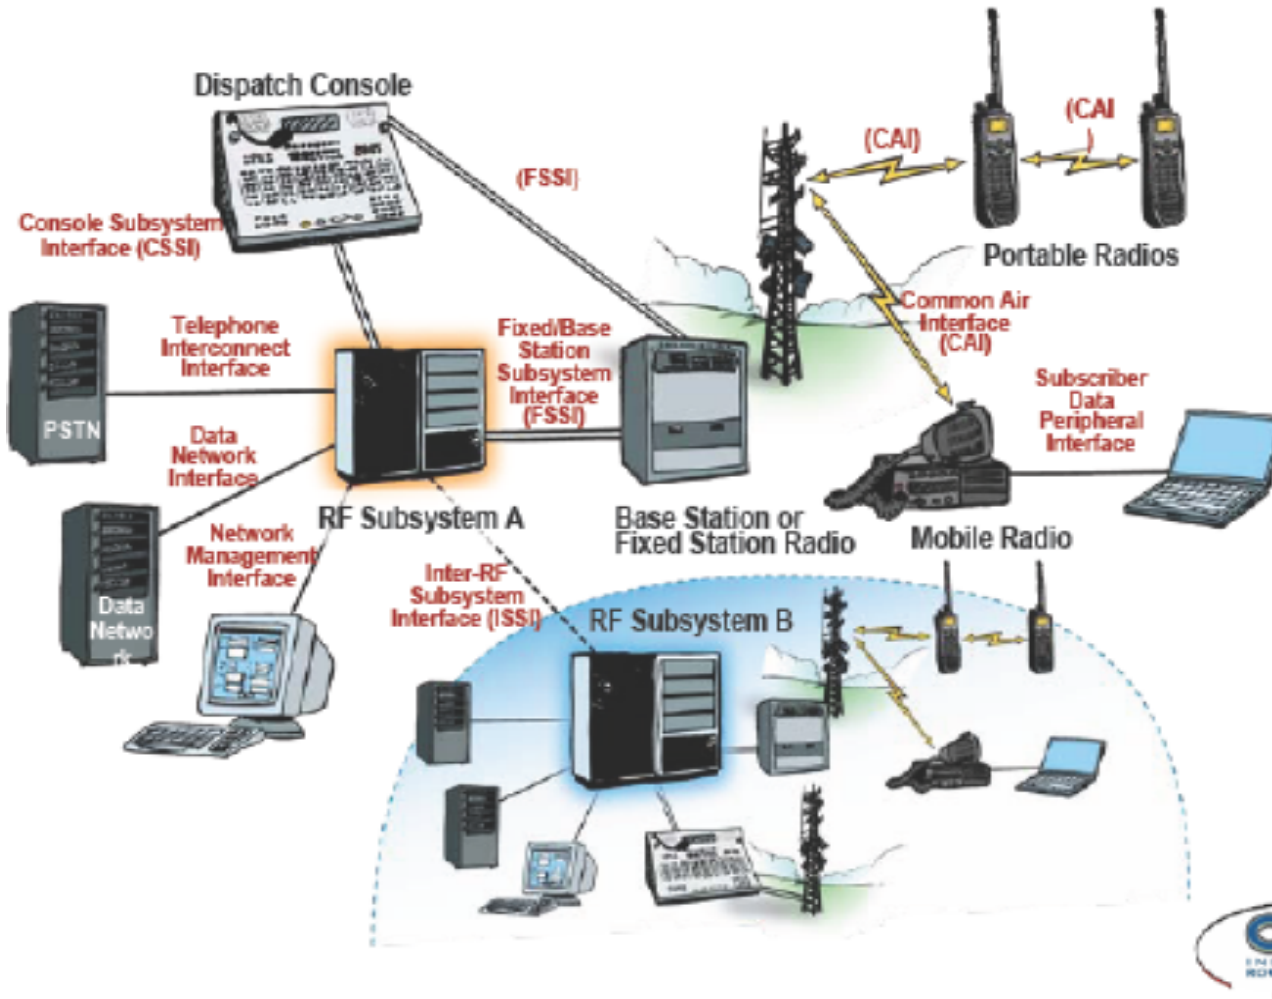 Dispatch Console
(CAI)
(CAI
)
(FSSI)
Console Subsystem
Interface (CSSI)
Portable Radios
Telephone
Interconnect
Interface
Fixed/Base
Station
Subsystem
Interface
(FSSI)
Common Air
Interface
(CAI)
Subscriber
Data
Peripheral
Interface
PSTN
Data
Network
Interface
RF Subsystem A
Base Station or
Fixed Station Radio
Mobile Radio
Network
Management
Interface
Inter-RF
Subsystem
Interface (ISSI)
Data
Netwo
rk
RF Subsystem B